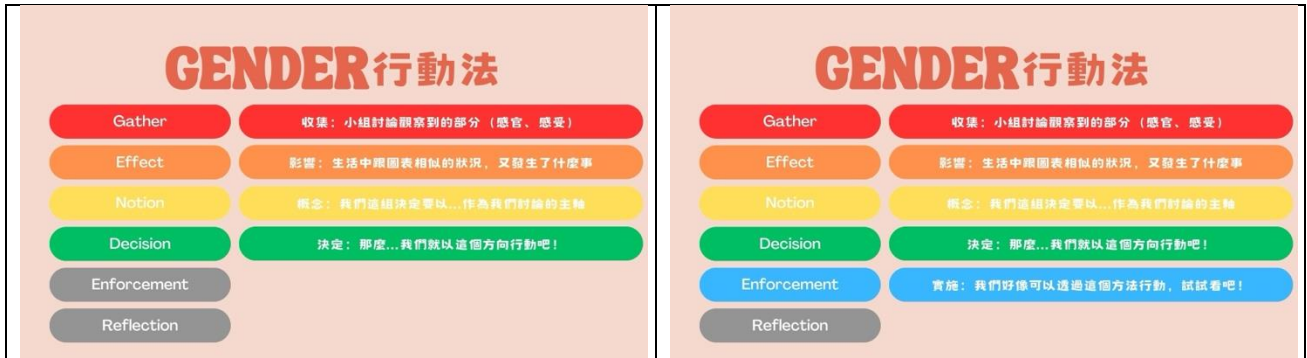 GENDER行動法
Gather 收集：小組討論觀察到的部分（感官、感受）
Effect 影響：生活中跟圖表相似的狀況，又發生了什麼事
Notion 概念：我們這組決定要以...作為我們討論的主軸
Decision 決定：那麼...我們就以這個方向行動吧！
Enforcement
Reflection
GENDER行動法
Gather 收集：小組討論觀察到的部分（感官、感受）
Effect 影響：生活中跟圖表相似的狀況，又發生了什麼事
Notion 概念：我們這組決定要以...作為我們討論的主軸
Decision 決定：那麼...我們就以這個方向行動吧！
Enforcement 實施：我們好像可以透過這個方法行動，試試看吧！
Reflection